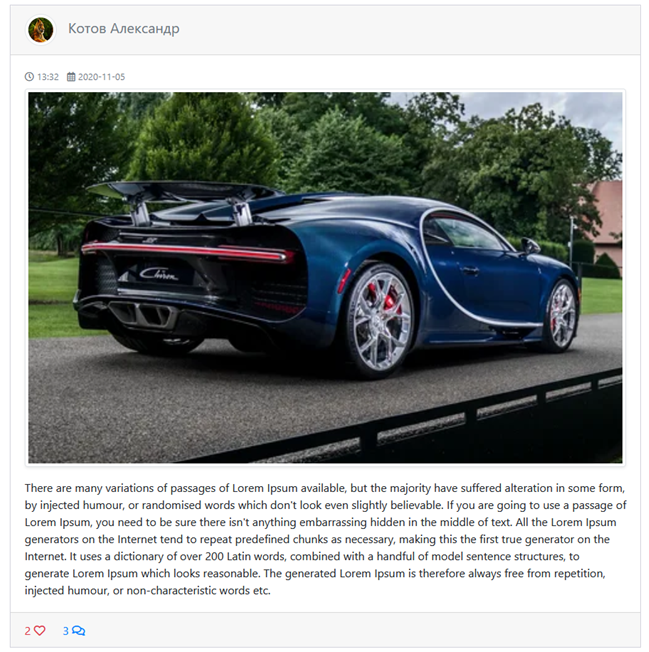 Котов Александр
13:32 2020-11-05
Chiron
There are many variations of passages of Lorem Ipsum available, but the majority have suffered alteration in some form,
by injected humour, or randomised words which don't look even slightly believable. If you are going to use a passage of
Lorem Ipsum, you need to be sure there isn't anything embarrassing hidden in the middle of text. All the Lorem Ipsum
generators on the Internet tend to repeat predefined chunks as necessary, making this the first true generator on the
Internet. It uses a dictionary of over 200 Latin words, combined with a handful of model sentence structures, to
generate Lorem Ipsum which looks reasonable. The generated Lorem Ipsum is therefore always free from repetition,
injected humour, or non-characteristic words etc.
2 3